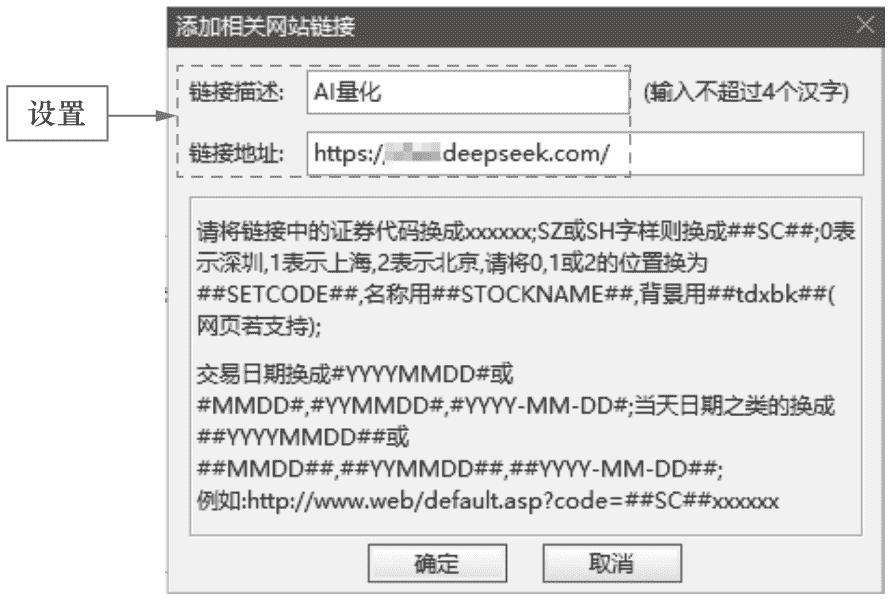 添加相关网站链接
设置
链接描述: AI量化 (输入不超过4个汉字)
链接地址: https:/ deepseek.com/
请将链接中的证券代码换成xxxxxx;SZ或SH字样则换成##SC##;0表
示深圳,1表示上海,2表示北京,请将0,1或2的位置换为
##SETCODE##,名称用##STOCKNAME##,背景用##tdxbk##(
网页若支持);
交易日期换成#YYYYMMDD#或
#MMDD#,#YYMMDD#,#YYYY-MM-DD#;当天日期之类的换成
##YYYYMMDD##或
##MMDD##,##YYMMDD##,##YYYY-MM-DD##;
例如:http://www.web/default.asp?code=##SC##xxxxxx
确定 取消